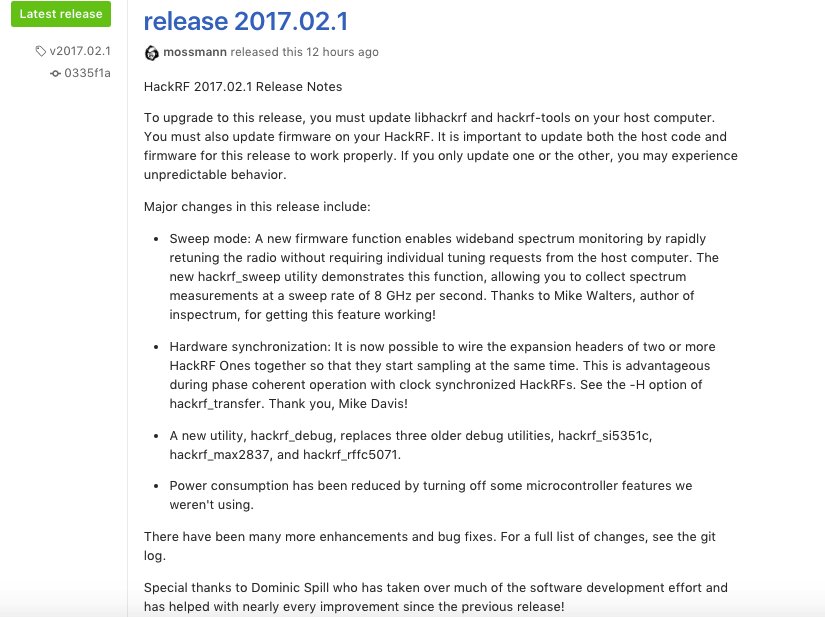 Latest release
v2017.02.1
0335f1a
release 2017.02.1
mossmann released this 12 hours ago
HackRF 2017.02.1 Release Notes
To upgrade to this release, you must update libhackrf and hackrf-tools on your host computer.
You must also update firmware on your HackRF. It is important to update both the host code and
firmware for this release to work properly. If you only update one or the other, you may experience
unpredictable behavior.
Major changes in this release include:
• Sweep mode: A new firmware function enables wideband spectrum monitoring by rapidly
retuning the radio without requiring individual tuning requests from the host computer. The
new hackrf_sweep utility demonstrates this function, allowing you to collect spectrum
measurements at a sweep rate of 8 GHz per second. Thanks to Mike Walters, author of
inspectrum, for getting this feature working!
• Hardware synchronization: It is now possible to wire the expansion headers of two or more
HackRF Ones together so that they start sampling at the same time. This is advantageous
during phase coherent operation with clock synchronized HackRFs. See the -H option of
hackrf_transfer. Thank you, Mike Davis!
• A new utility, hackrf_debug, replaces three older debug utilities, hackrf_si5351c,
hackrf_max2837, and hackrf_rffc5071.
• Power consumption has been reduced by turning off some microcontroller features we
weren't using.
There have been many more enhancements and bug fixes. For a full list of changes, see the git
log.
Special thanks to Dominic Spill who has taken over much of the software development effort and
has helped with nearly every improvement since the previous release!